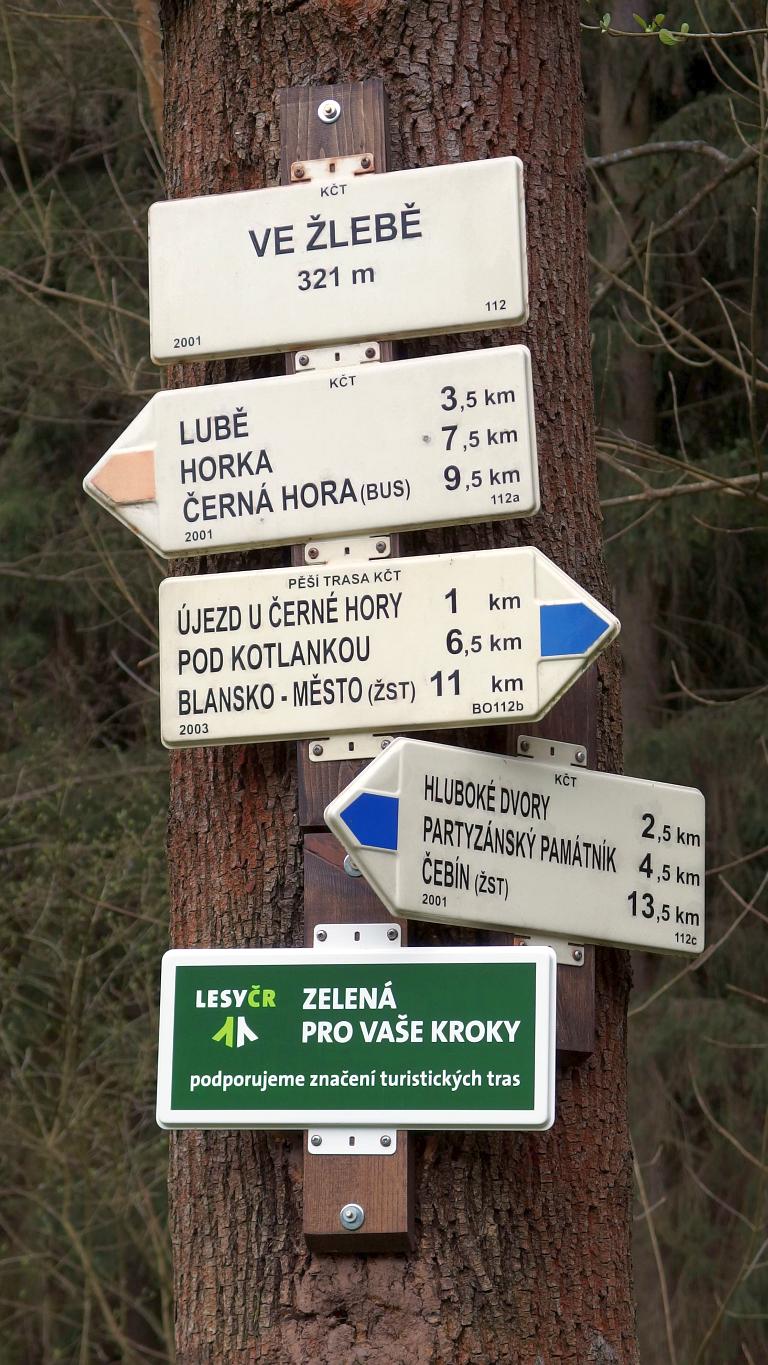 KČT
VE ŽLEBĚ
321 m
2001 112
KČT
LUBĚ 3,5 km
HORKA 7,5 km
ČERNÁ HORA (BUS) 9,5 km
2001 112a
PĚŠÍ TRASA KČT
ÚJEZD U ČERNÉ HORY 1 km
POD KOTLANKOU 6,5 km
BLANSKO - MĚSTO (ŽST) 11 km
2003 BO112b
KČT
HLUBOKÉ DVORY 2,5 km
PARTYZÁNSKÝ PAMÁTNÍK 4,5 km
ČEBÍN (ŽST) 13,5 km
2001 112c
LESYČR ZELENÁ
PRO VAŠE KROKY
podporujeme značení turistických tras